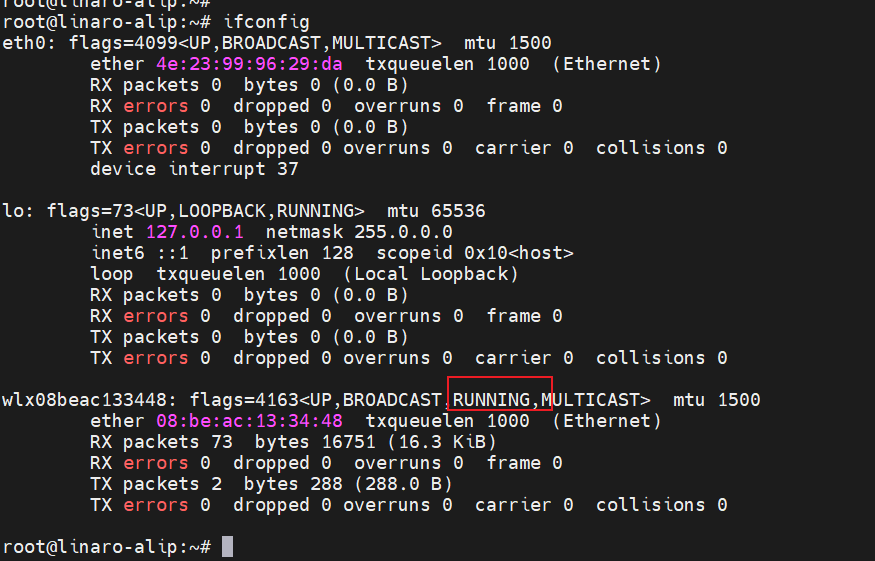 root@linaro-alip:~#
root@linaro-alip:~# ifconfig
eth0: flags=4099<UP,BROADCAST,MULTICAST>  mtu 1500
        ether 4e:23:99:96:29:da  txqueuelen 1000  (Ethernet)
        RX packets 0  bytes 0 (0.0 B)
        RX errors 0  dropped 0  overruns 0  frame 0
        TX packets 0  bytes 0 (0.0 B)
        TX errors 0  dropped 0 overruns 0  carrier 0  collisions 0
        device interrupt 37
lo: flags=73<UP,LOOPBACK,RUNNING>  mtu 65536
        inet 127.0.0.1  netmask 255.0.0.0
        inet6 ::1  prefixlen 128  scopeid 0x10<host>
        loop  txqueuelen 1000  (Local Loopback)
        RX packets 0  bytes 0 (0.0 B)
        RX errors 0  dropped 0  overruns 0  frame 0
        TX packets 0  bytes 0 (0.0 B)
        TX errors 0  dropped 0 overruns 0  carrier 0  collisions 0
wlx08beac133448: flags=4163<UP,BROADCAST,RUNNING,MULTICAST>  mtu 1500
        ether 08:be:ac:13:34:48  txqueuelen 1000  (Ethernet)
        RX packets 73  bytes 16751 (16.3 KiB)
        RX errors 0  dropped 0  overruns 0  frame 0
        TX packets 2  bytes 288 (288.0 B)
        TX errors 0  dropped 0 overruns 0  carrier 0  collisions 0
root@linaro-alip:~#